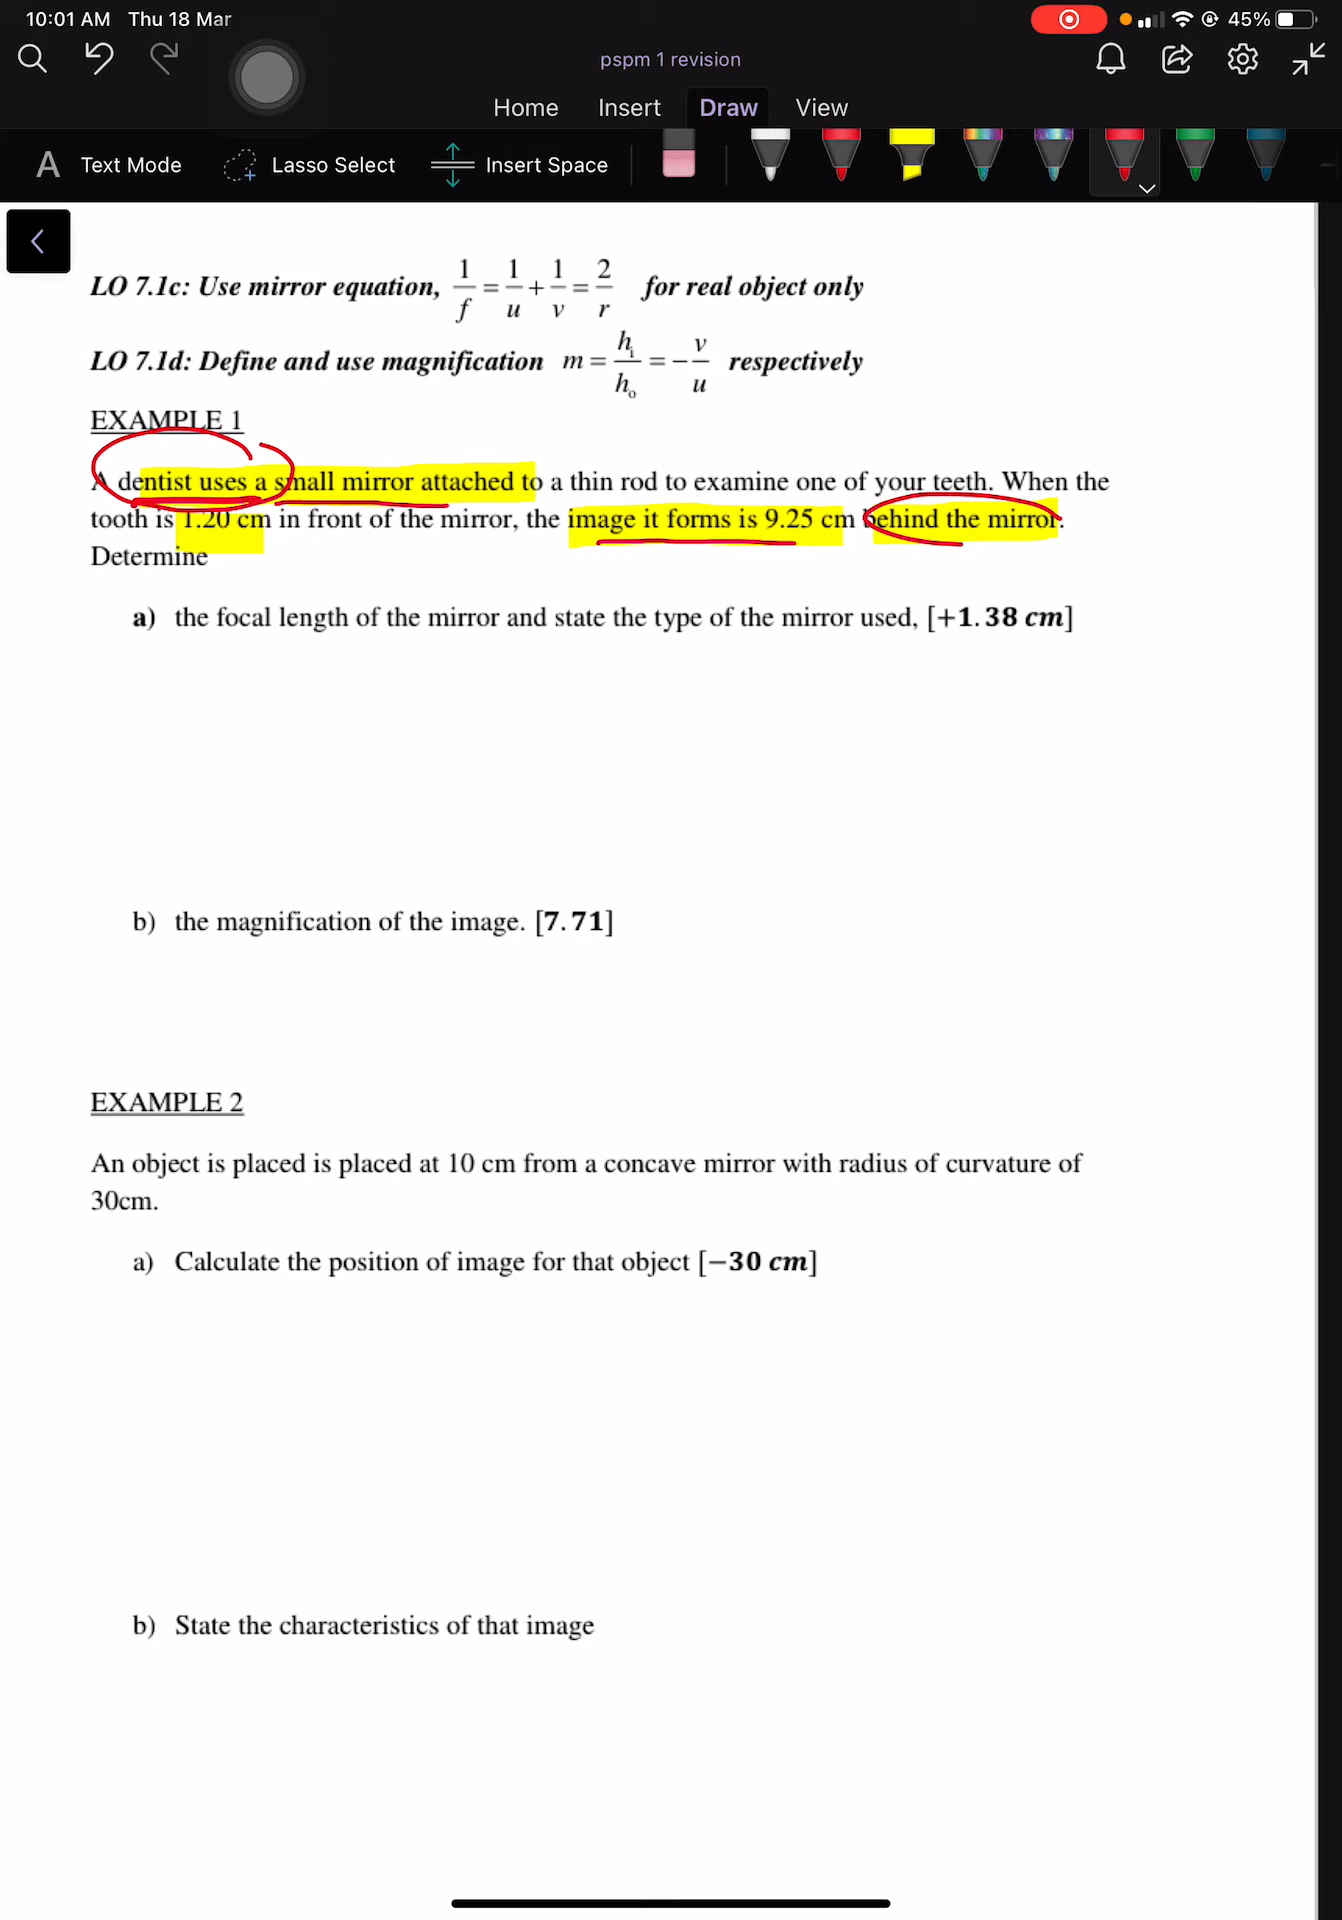 10:01 AM Thu 18 Mar 45%
pspm 1 revision
Home Insert Draw View
A Text Mode Lasso Select Insert Space
LO 7.1c: Use mirror equation, 1/f = 1/u + 1/v = 2/r for real object only
LO 7.1d: Define and use magnification m = hᵢ/hₒ = −v/u respectively
EXAMPLE 1
A dentist uses a small mirror attached to a thin rod to examine one of your teeth. When the
tooth is 1.20 cm in front of the mirror, the image it forms is 9.25 cm behind the mirror.
Determine
a) the focal length of the mirror and state the type of the mirror used, [+1.38 cm]
b) the magnification of the image. [7.71]
EXAMPLE 2
An object is placed is placed at 10 cm from a concave mirror with radius of curvature of
30cm.
a) Calculate the position of image for that object [−30 cm]
b) State the characteristics of that image